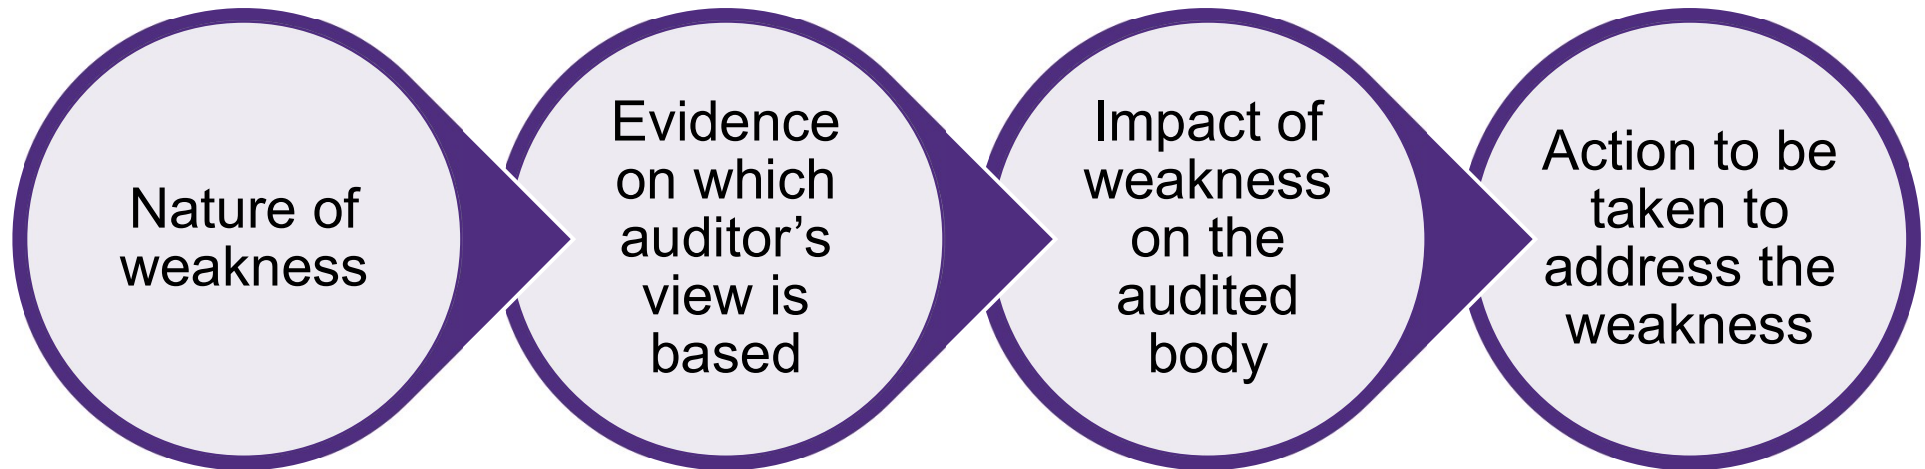 Nature of
weakness
Evidence
on which
auditor’s
view is
based
Impact of
weakness
on the
audited
body
Action to be
taken to
address the
weakness